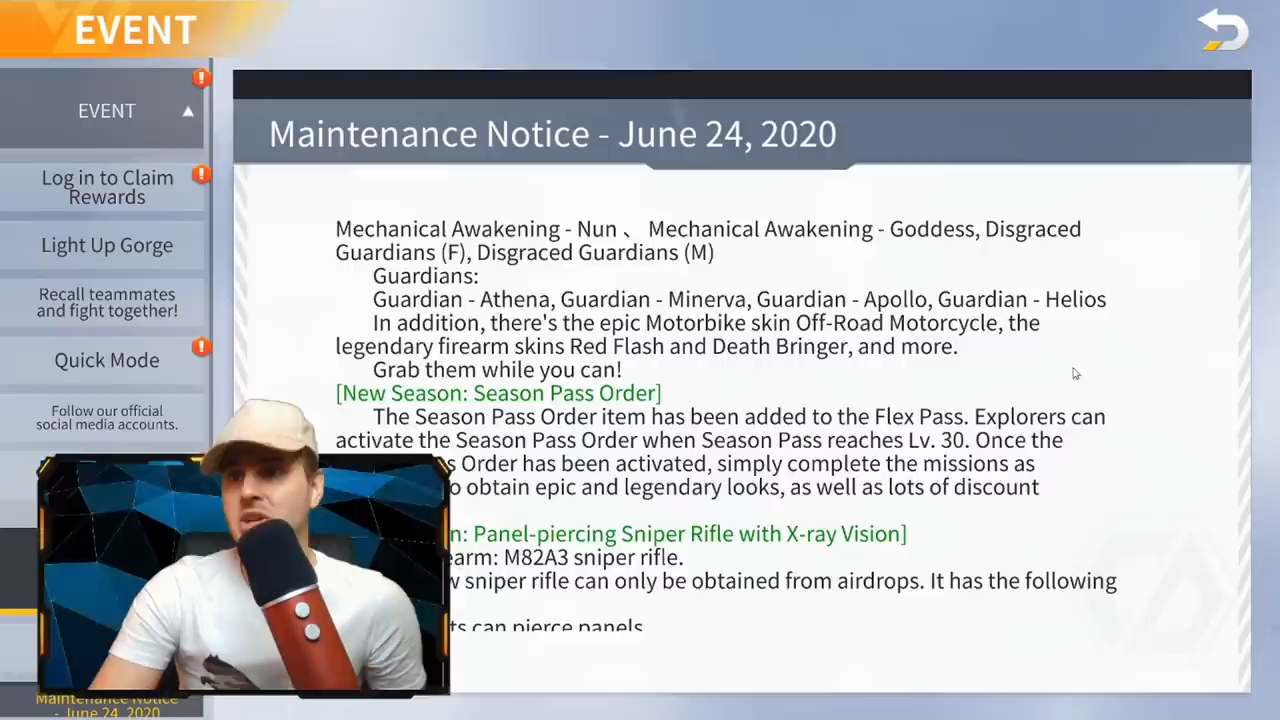 EVENT
EVENT
Log in to Claim
Rewards
Light Up Gorge
Recall teammates
and fight together!
Quick Mode
Follow our official
social media accounts.
Maintenance Notice
- June 24, 2020
Maintenance Notice - June 24, 2020
Mechanical Awakening - Nun 、 Mechanical Awakening - Goddess, Disgraced
Guardians (F), Disgraced Guardians (M)
Guardians:
Guardian - Athena, Guardian - Minerva, Guardian - Apollo, Guardian - Helios
In addition, there's the epic Motorbike skin Off-Road Motorcycle, the
legendary firearm skins Red Flash and Death Bringer, and more.
Grab them while you can!
[New Season: Season Pass Order]
The Season Pass Order item has been added to the Flex Pass. Explorers can
activate the Season Pass Order when Season Pass reaches Lv. 30. Once the
Order has been activated, simply complete the missions as
obtain epic and legendary looks, as well as lots of discount
Panel-piercing Sniper Rifle with X-ray Vision]
M82A3 sniper rifle.
sniper rifle can only be obtained from airdrops. It has the following
can pierce panels